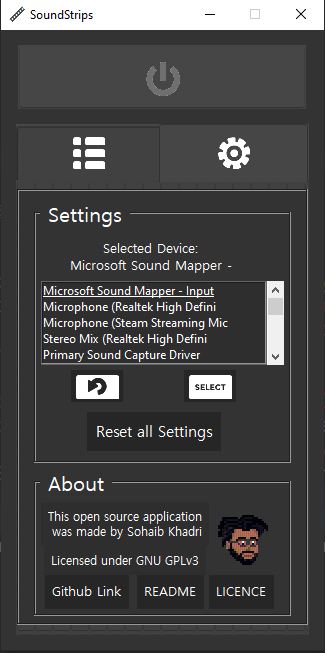 SoundStrips
Settings
Selected Device:
Microsoft Sound Mapper -
Microsoft Sound Mapper - Input
Microphone (Realtek High Defini
Microphone (Steam Streaming Mic
Stereo Mix (Realtek High Defini
Primary Sound Capture Driver
SELECT
Reset all Settings
About
This open source application
was made by Sohaib Khadri
Licensed under GNU GPLv3
Github Link README LICENCE